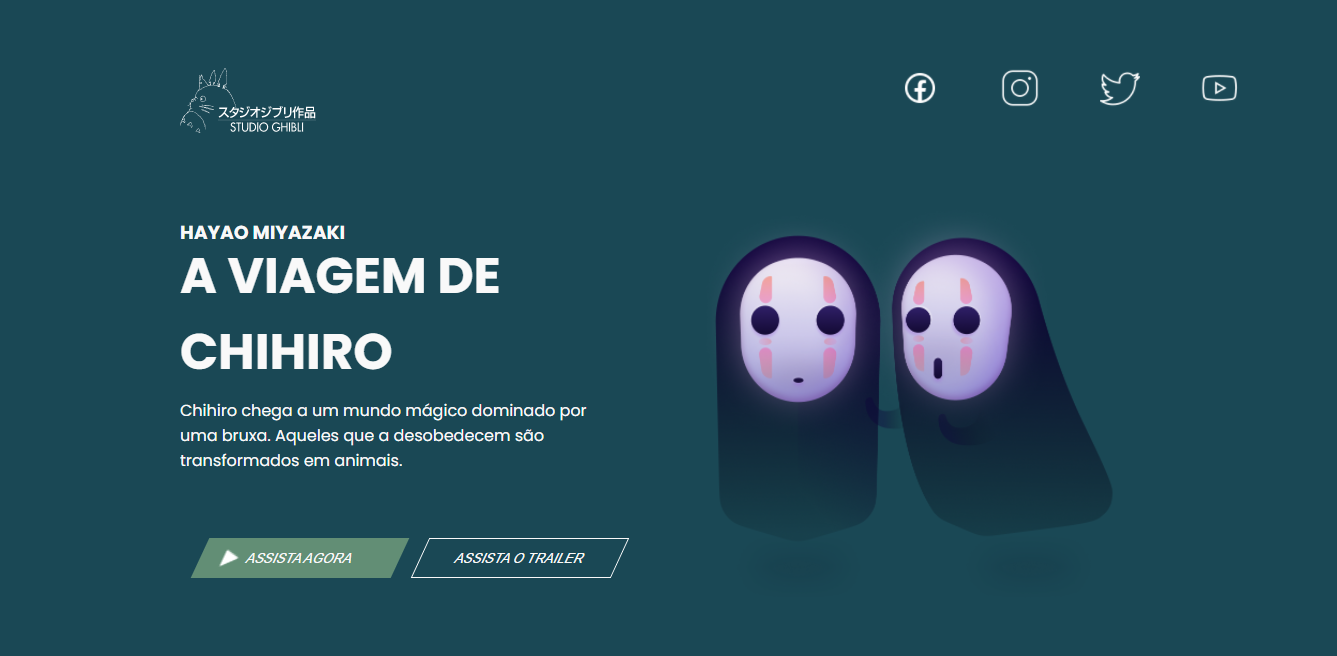 スタジオジブリ作品
STUDIO GHIBLI
HAYAO MIYAZAKI
A VIAGEM DE
CHIHIRO
Chihiro chega a um mundo mágico dominado por
uma bruxa. Aqueles que a desobedecem são
transformados em animais.
ASSISTA AGORA
ASSISTA O TRAILER